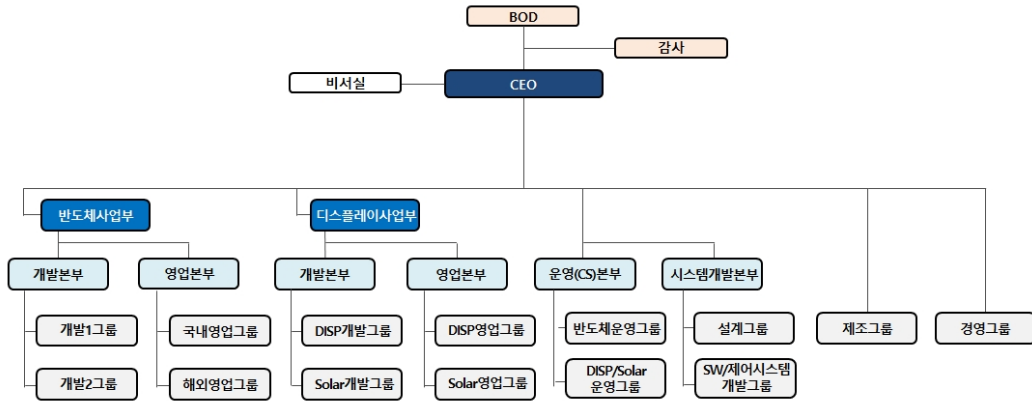 BOD
감사
비서실
CEO
반도체사업부
디스플레이사업부
개발본부
영업본부
개발본부
영업본부
운영(CS)본부
시스템개발본부
개발1그룹
국내영업그룹
DISP개발그룹
DISP영업그룹
반도체운영그룹
설계그룹
제조그룹
경영그룹
개발2그룹
해외영업그룹
Solar개발그룹
Solar영업그룹
DISP/Solar
운영그룹
SW/제어시스템
개발그룹